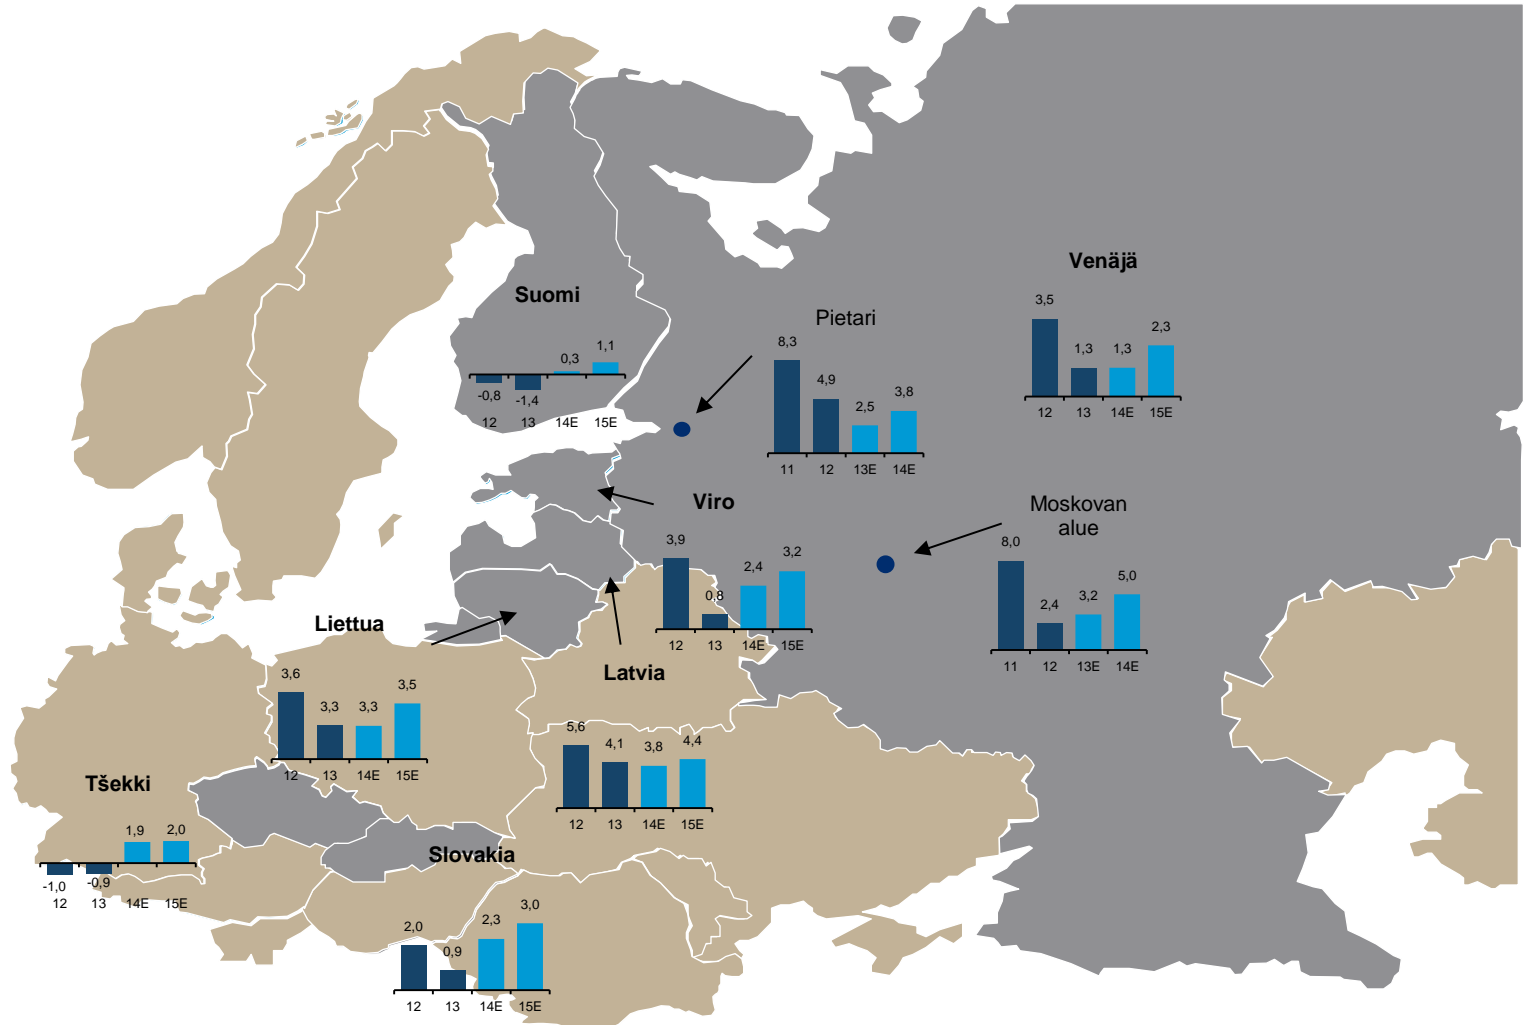 Venäjä
3,5
1,3
1,3
2,3
12
13
14E
15E
Suomi
0,3
1,1
-0,8
-1,4
12
13
14E
15E
Pietari
8,3
4,9
2,5
3,8
11
12
13E
14E
Viro
3,9
0,8
2,4
3,2
12
13
14E
15E
Moskovan
alue
8,0
2,4
3,2
5,0
11
12
13E
14E
Liettua
3,6
3,3
3,3
3,5
12
13
14E
15E
Latvia
5,6
4,1
3,8
4,4
12
13
14E
15E
Tšekki
1,9
2,0
-1,0
-0,9
12
13
14E
15E
Slovakia
2,0
0,9
2,3
3,0
12
13
14E
15E